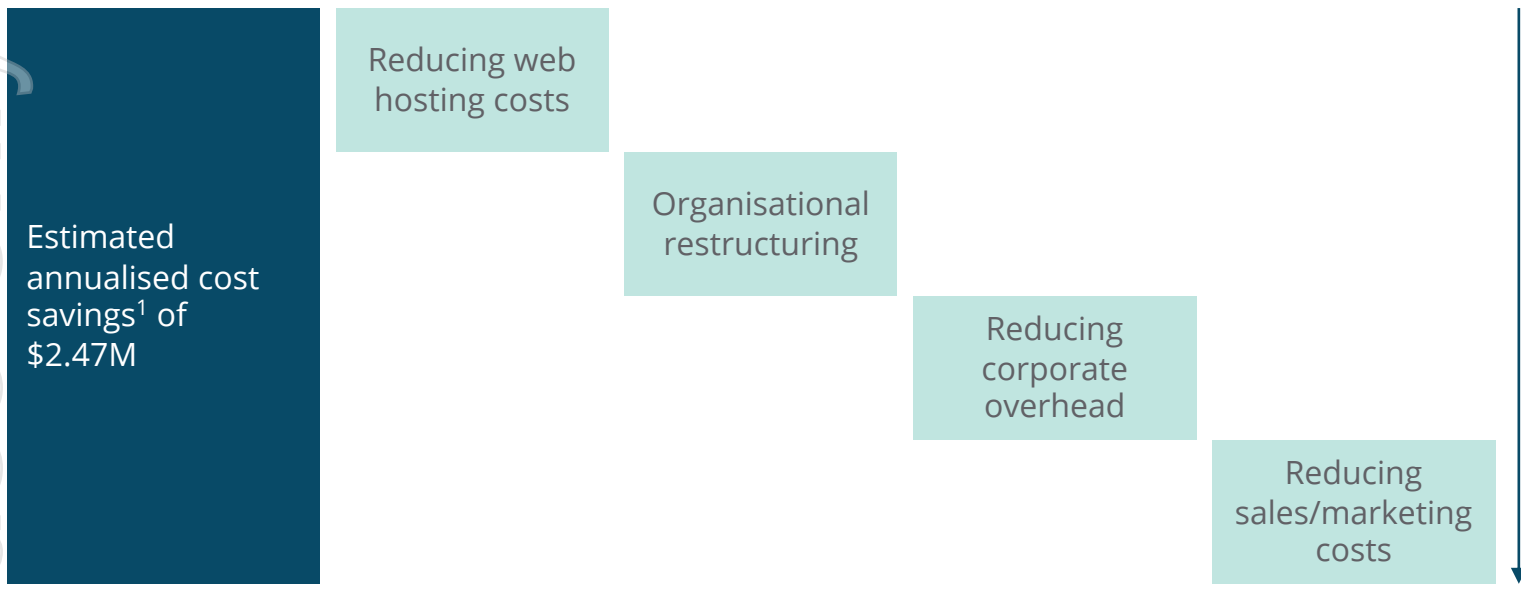 Reducing web
hosting costs
Organisational
restructuring
Estimated
annualised cost
savings¹ of
$2.47M
Reducing
corporate
overhead
Reducing
sales/marketing
costs